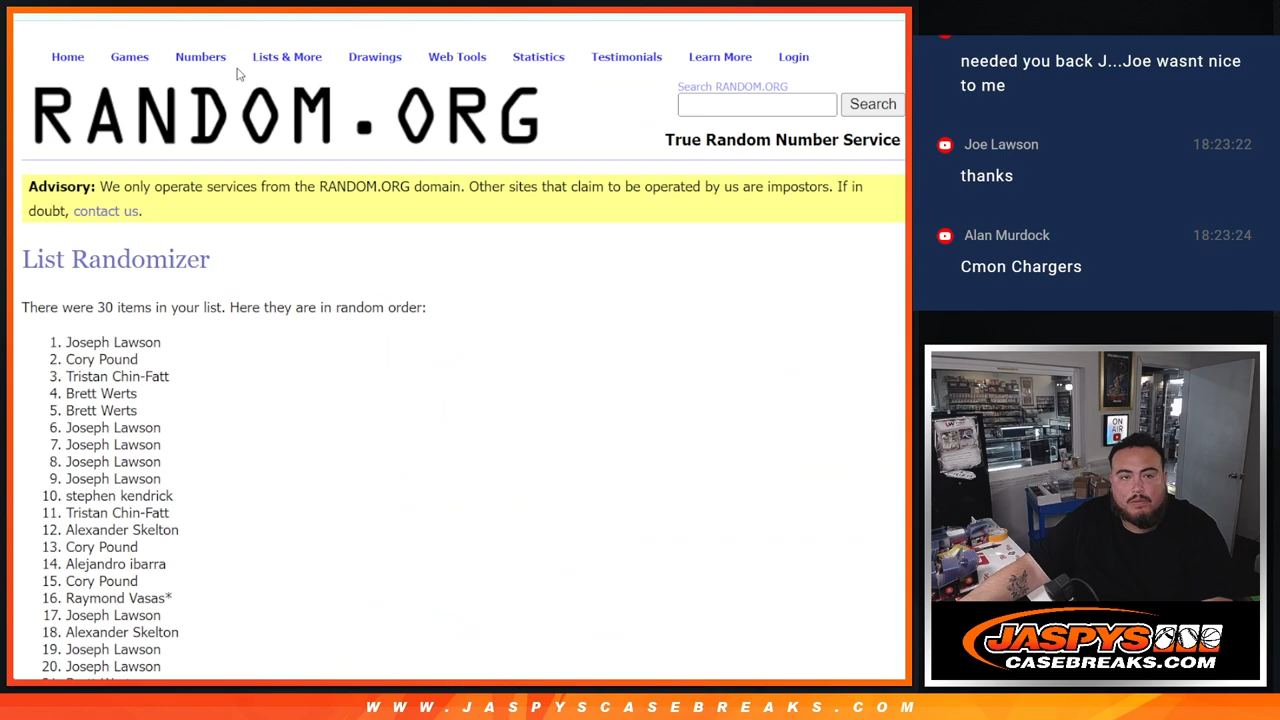 Home Games Numbers Lists & More Drawings Web Tools Statistics Testimonials Learn More Login
RANDOM.ORG
Search RANDOM.ORG
Search
True Random Number Service
Advisory: We only operate services from the RANDOM.ORG domain. Other sites that claim to be operated by us are impostors. If in
doubt, contact us.
List Randomizer
There were 30 items in your list. Here they are in random order:
1. Joseph Lawson
2. Cory Pound
3. Tristan Chin-Fatt
4. Brett Werts
5. Brett Werts
6. Joseph Lawson
7. Joseph Lawson
8. Joseph Lawson
9. Joseph Lawson
10. stephen kendrick
11. Tristan Chin-Fatt
12. Alexander Skelton
13. Cory Pound
14. Alejandro ibarra
15. Cory Pound
16. Raymond Vasas*
17. Joseph Lawson
18. Alexander Skelton
19. Joseph Lawson
20. Joseph Lawson
needed you back J...Joe wasnt nice
to me
Joe Lawson 18:23:22
thanks
Alan Murdock 18:23:24
Cmon Chargers
ON
AIR
JASPYS
CASEBREAKS.COM
WWW.JASPYSCASEBREAKS.COM